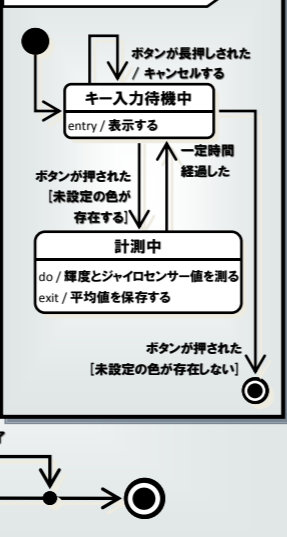 ボタンが長押しされた
/ キャンセルする
キー入力待機中
entry / 表示する
一定時間
経過した
ボタンが押された
[未設定の色が
存在する]
計測中
do / 輝度とジャイロセンサー値を測る
exit / 平均値を保存する
ボタンが押された
[未設定の色が存在しない]
了